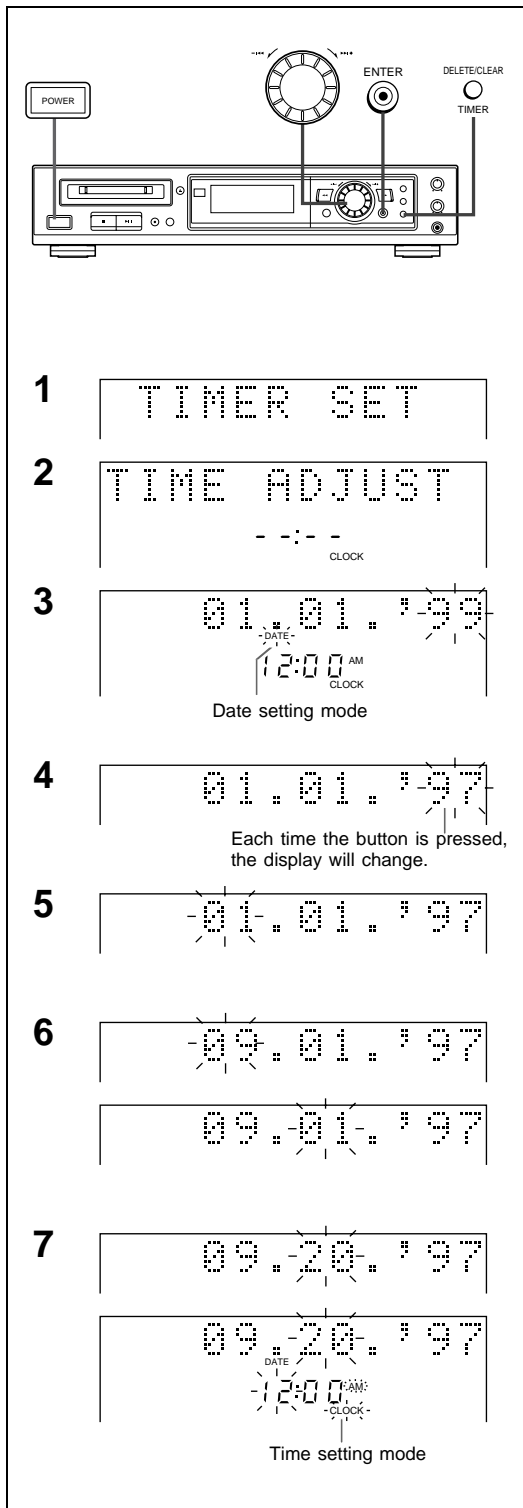 POWER
ENTER
DELETE/CLEAR
TIMER
1
TIMER SET
2
TIME ADJUST
--:--
CLOCK
3
01.01.'99
DATE
12:00 AM
CLOCK
Date setting mode
4
01.01.'97
Each time the button is pressed,
the display will change.
5
01.01.'97
6
09.01.'97
09.01.'97
7
09.20.'97
09.20.'97
DATE
12:00 AM
CLOCK
Time setting mode